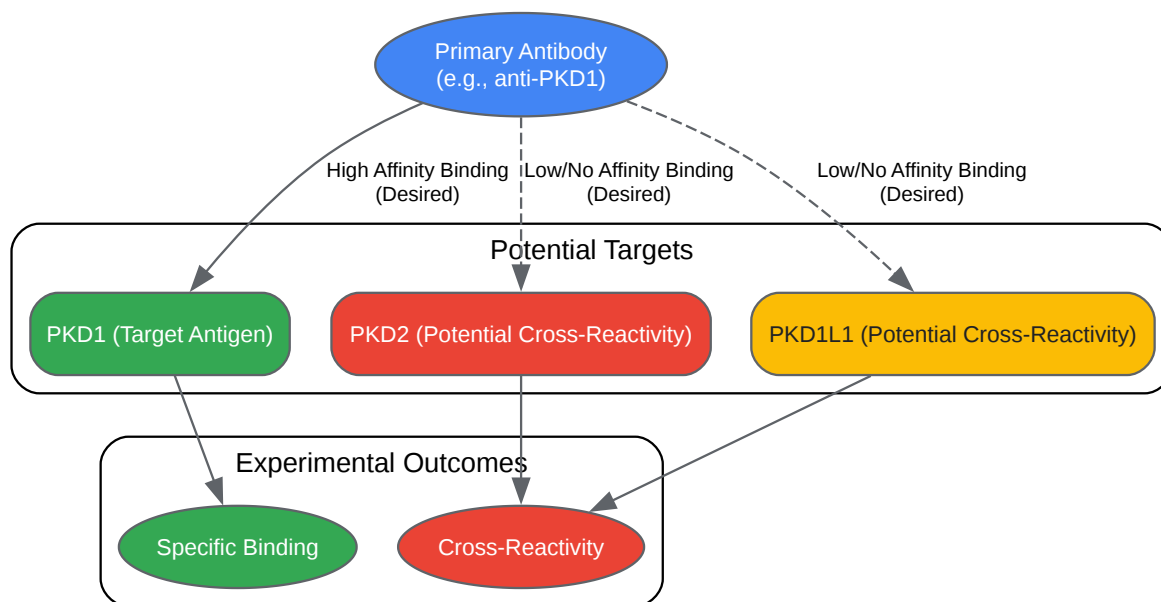 Primary Antibody
(e.g., anti-PKD1)
High Affinity Binding
(Desired)
Low/No Affinity Binding
(Desired)
Low/No Affinity Binding
(Desired)
Potential Targets
PKD1 (Target Antigen)
PKD2 (Potential Cross-Reactivity)
PKD1L1 (Potential Cross-Reactivity)
Experimental Outcomes
Specific Binding
Cross-Reactivity